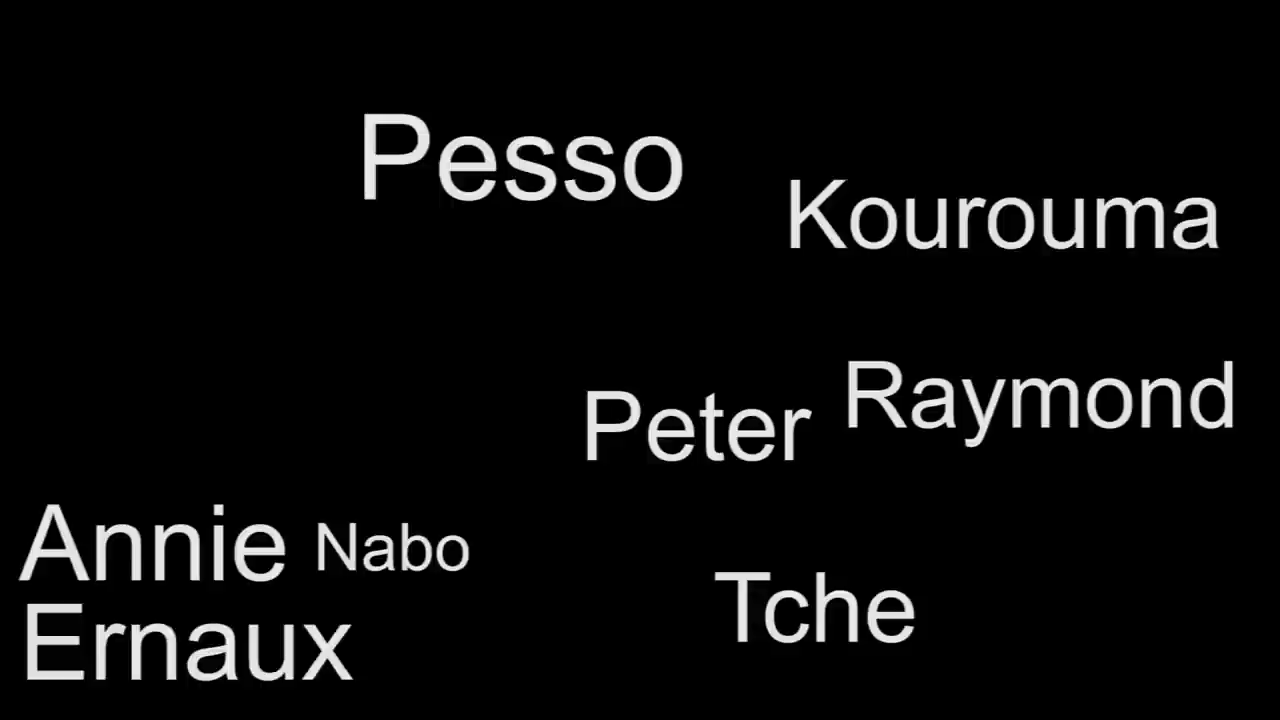 Pesso
Kourouma
Raymond
Peter
Annie
Nabo
Ernaux
Tche